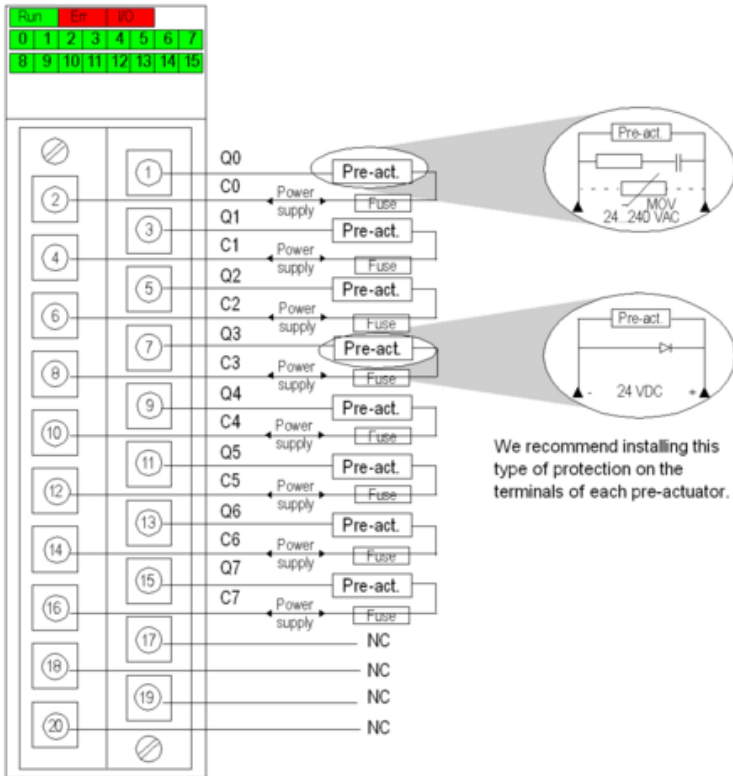 Run Err I/O
0 1 2 3 4 5 6 7
8 9 10 11 12 13 14 15
1 Q0 Pre-act.
2 C0 Power supply Fuse
3 Q1 Pre-act.
4 C1 Power supply Fuse
5 Q2 Pre-act.
6 C2 Power supply Fuse
7 Q3 Pre-act.
8 C3 Power supply Fuse
9 Q4 Pre-act.
10 C4 Power supply Fuse
11 Q5 Pre-act.
12 C5 Power supply Fuse
13 Q6 Pre-act.
14 C6 Power supply Fuse
15 Q7 Pre-act.
16 C7 Power supply Fuse
17 NC
18 NC
19 NC
20 NC
Pre-act.
MOV
24...240 VAC
Pre-act.
- 24 VDC +
We recommend installing this
type of protection on the
terminals of each pre-actuator.